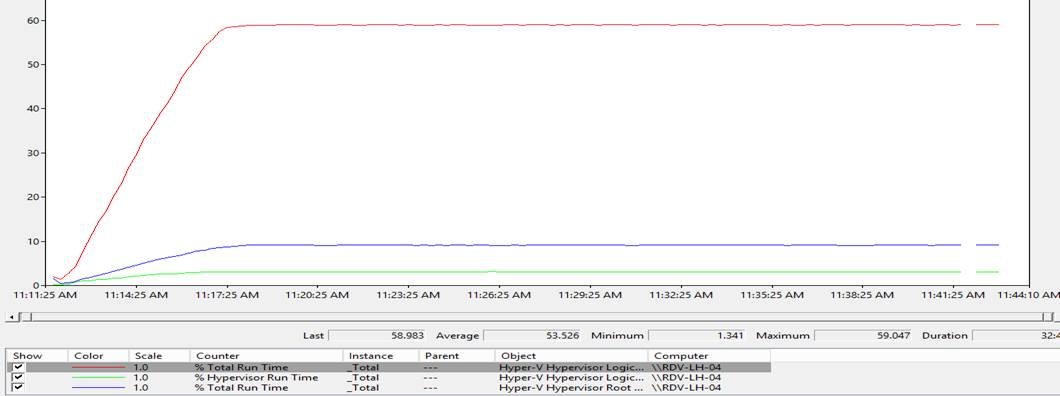 60
50
40
30
20
10
0
11:11:25 AM 11:14:25 AM 11:17:25 AM 11:20:25 AM 11:23:25 AM 11:26:25 AM 11:29:25 AM 11:32:25 AM 11:35:25 AM 11:38:25 AM 11:41:25 AM 11:44:10 AM
Last 58.983 Average 53.526 Minimum 1.341 Maximum 59.047 Duration 32:4
Show Color Scale Counter Instance Parent Object Computer
1.0 % Total Run Time _Total --- Hyper-V Hypervisor Logic... \\RDV-LH-04
1.0 % Hypervisor Run Time _Total --- Hyper-V Hypervisor Logic... \\RDV-LH-04
1.0 % Total Run Time _Total --- Hyper-V Hypervisor Root ... \\RDV-LH-04